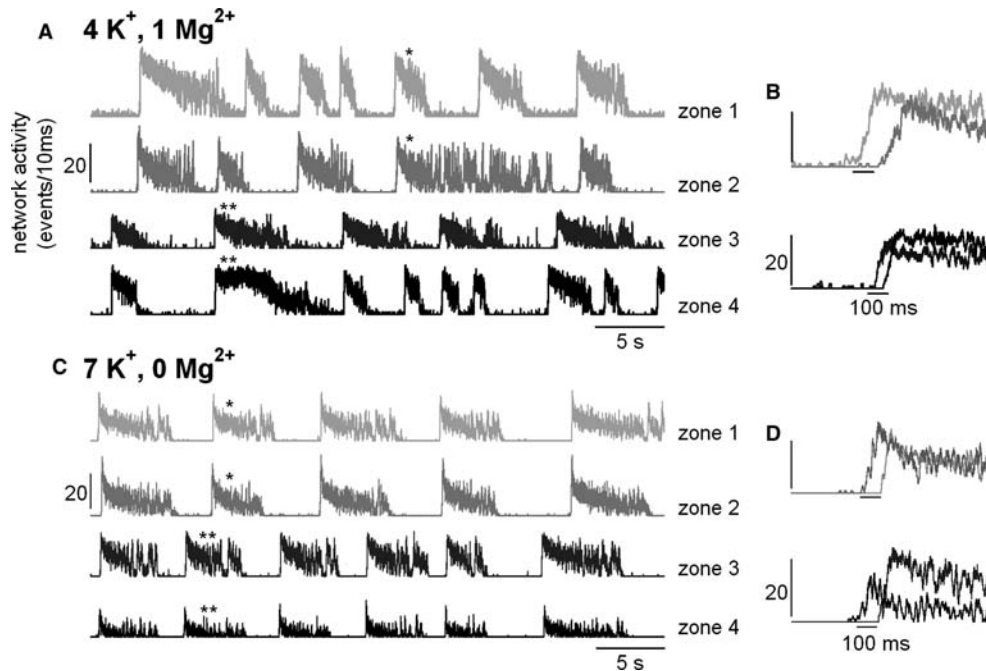 A 4 K+, 1 Mg2+
network activity
(events/10ms)
*
zone 1
*
20
zone 2
**
zone 3
**
zone 4
5 s
B
20
100 ms
C 7 K+, 0 Mg2+
*
zone 1
*
20
zone 2
**
zone 3
**
zone 4
5 s
D
20
100 ms